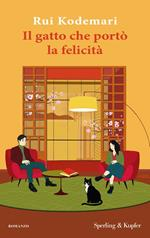 Rui Kodemari
Il gatto che portò
la felicità
ROMANZO
Sperling & Kupfer